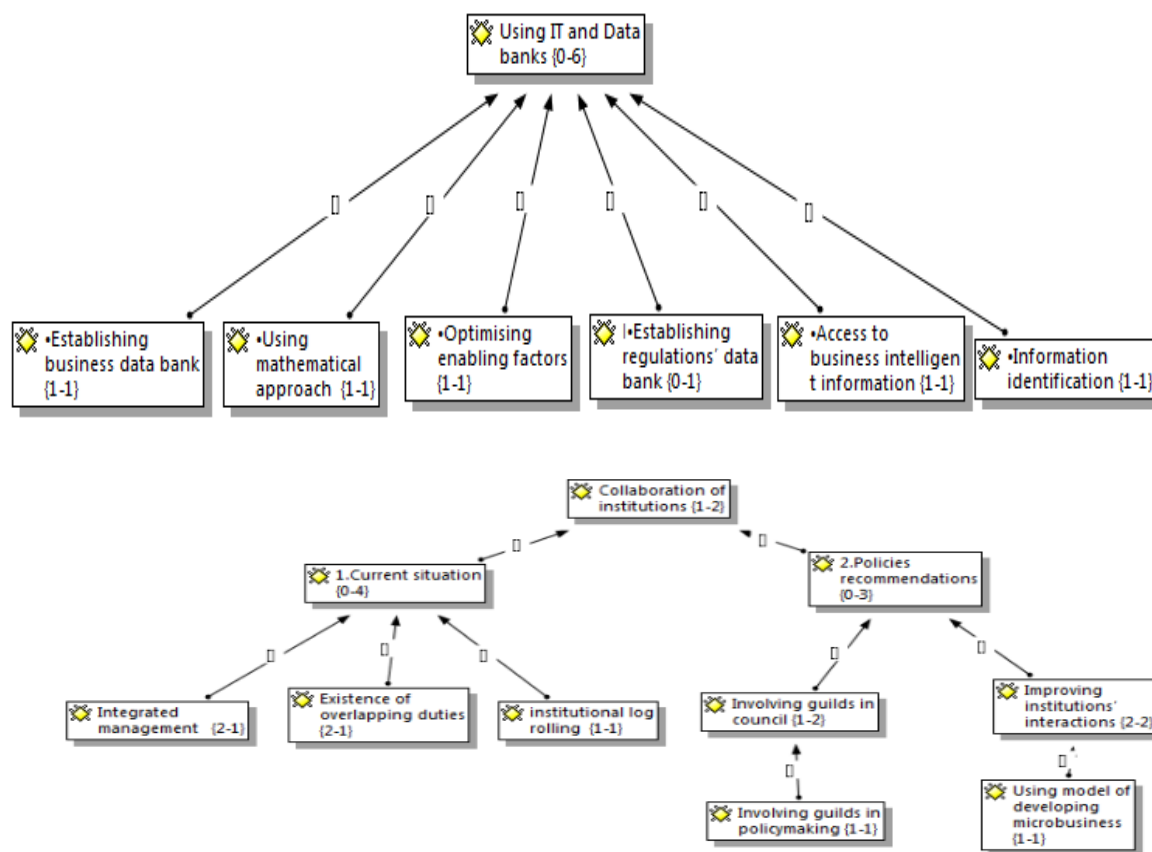 Using IT and Data
banks {0-6}
•Establishing
business data bank
{1-1}
•Using
mathematical
approach {1-1}
•Optimising
enabling factors
{1-1}
I•Establishing
regulations' data
bank {0-1}
•Access to
business intelligen
t information {1-1}
•Information
identification {1-1}
Collaboration of
institutions {1-2}
1.Current situation
{0-4}
2.Policies
recommendations
{0-3}
Integrated
management {2-1}
Existence of
overlapping duties
{2-1}
institutional log
rolling {1-1}
Involving guilds in
council {1-2}
Improving
institutions'
interactions {2-2}
Involving guilds in
policymaking {1-1}
Using model of
developing
microbusiness
{1-1}